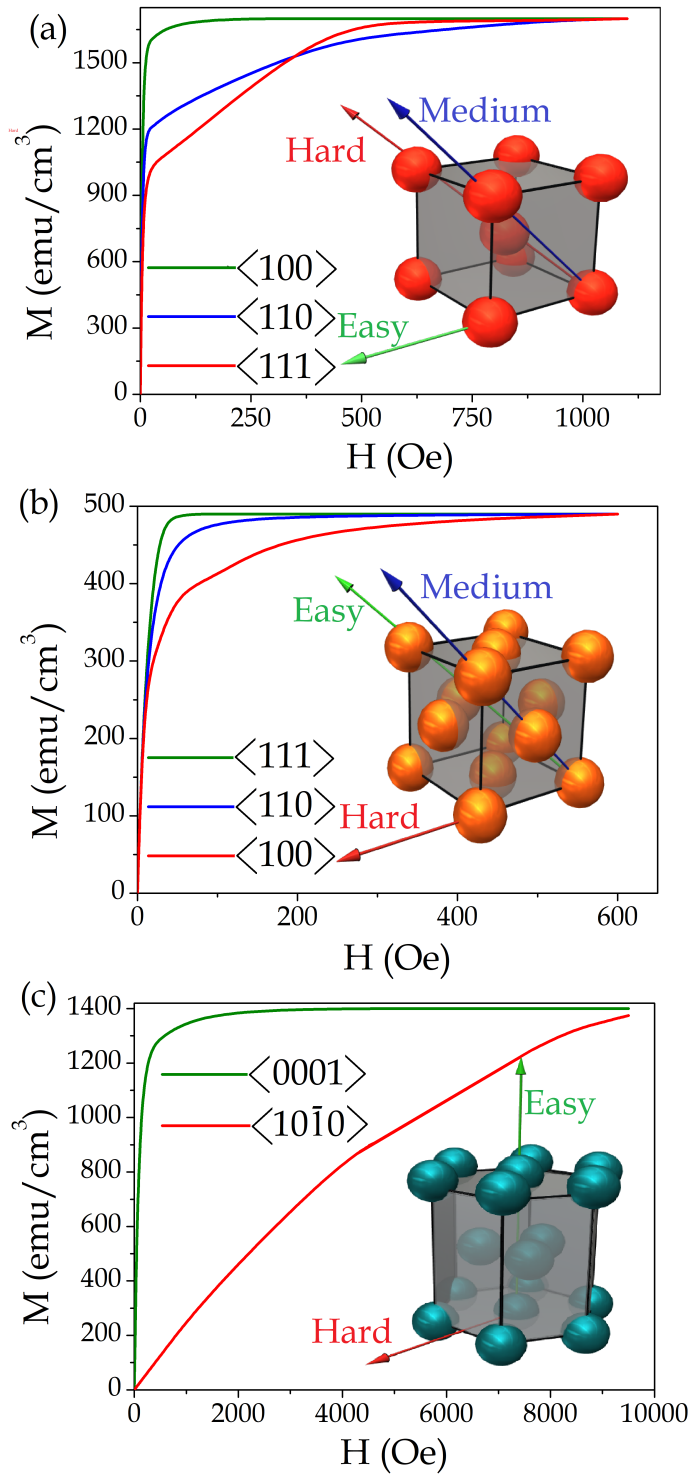 (a)
1500
1200
900
600
300
0
M (emu/cm³)
0 250 500 750 1000
H (Oe)
Medium
Hard
Easy
⟨100⟩
⟨110⟩
⟨111⟩
(b)
500
400
300
200
100
0
M (emu/cm³)
0 200 400 600
H (Oe)
Medium
Easy
Hard
⟨111⟩
⟨110⟩
⟨100⟩
(c)
1400
1200
1000
800
600
400
200
0
M (emu/cm³)
0 2000 4000 6000 8000 10000
H (Oe)
⟨0001⟩
⟨101̄0⟩
Easy
Hard